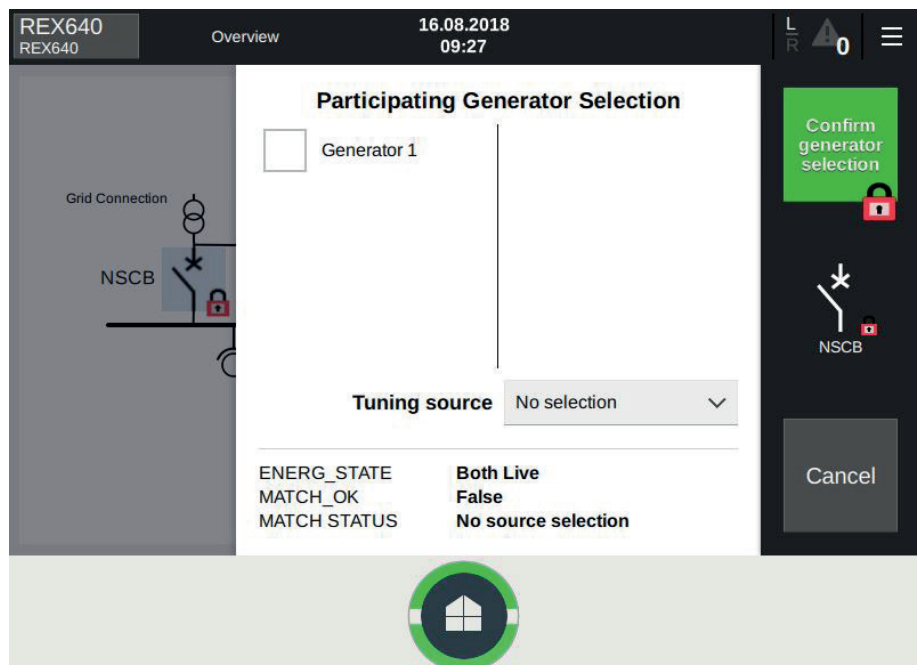 REX640
REX640
Overview
16.08.2018
09:27
L
R
0
Participating Generator Selection
Generator 1
Confirm
generator
selection
Grid Connection
NSCB
NSCB
Tuning source No selection
ENERG_STATE Both Live
MATCH_OK False
MATCH STATUS No source selection
Cancel